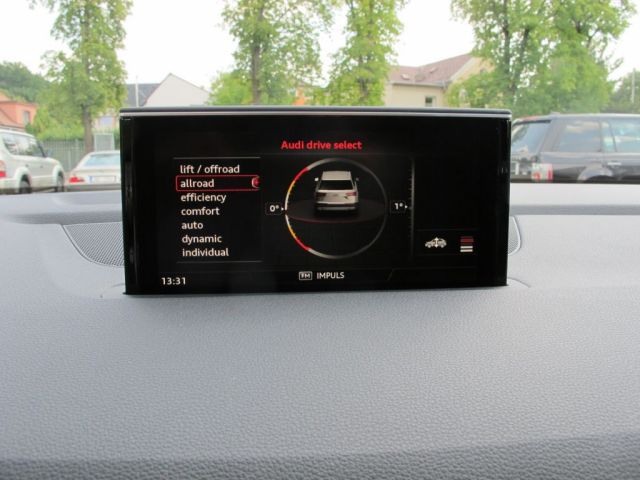 Audi drive select
lift / offroad
allroad
efficiency
comfort
auto
dynamic
individual
0°
1°
13:31
FM IMPULS